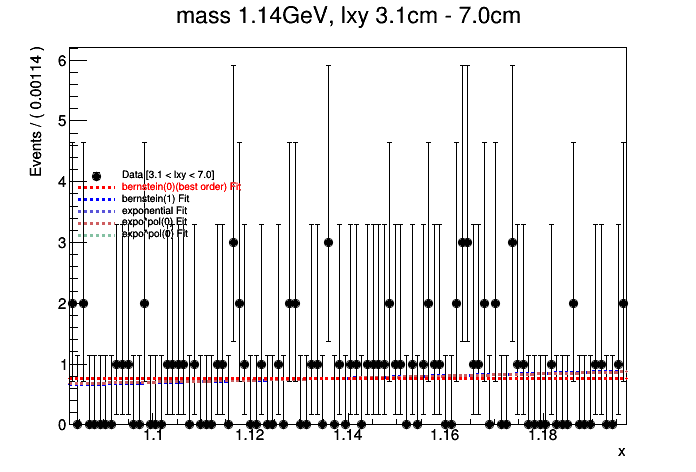 mass 1.14GeV, lxy 3.1cm - 7.0cm
Events / ( 0.00114 )
6
5
4
3
2
1
0
Data [3.1 < lxy < 7.0]
bernstein(0)(best order) Fit
bernstein(1) Fit
exponential Fit
expo*pol(0) Fit
expo*pol(0) Fit
1.1 1.12 1.14 1.16 1.18
x